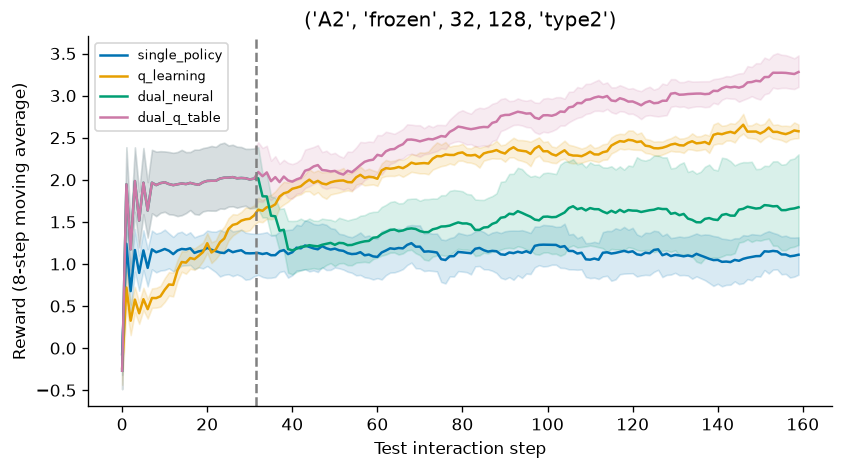 ('A2', 'frozen', 32, 128, 'type2')
Reward (8-step moving average)
3.5
3.0
2.5
2.0
1.5
1.0
0.5
0.0
−0.5
single_policy
q_learning
dual_neural
dual_q_table
0 20 40 60 80 100 120 140 160
Test interaction step